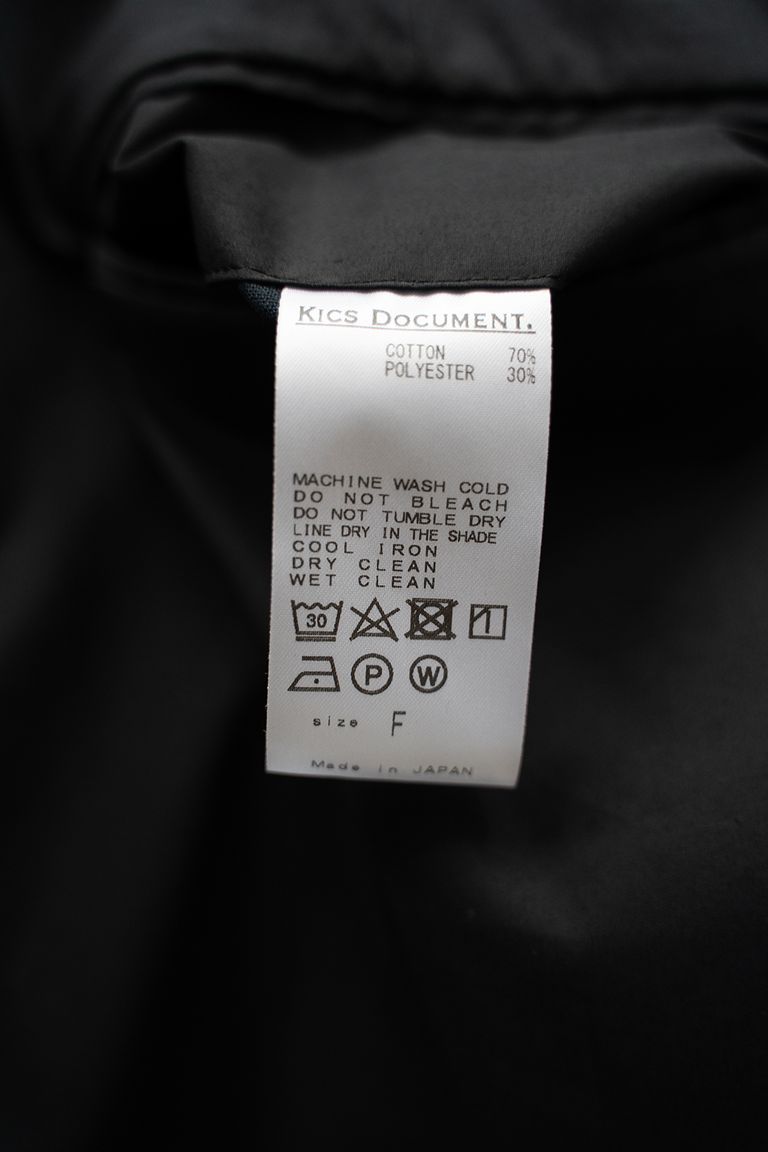 KICS DOCUMENT.
COTTON 70%
POLYESTER 30%
MACHINE WASH COLD
DO NOT BLEACH
DO NOT TUMBLE DRY
LINE DRY IN THE SHADE
COOL IRON
DRY CLEAN
WET CLEAN
30
P W
size F
Made in JAPAN